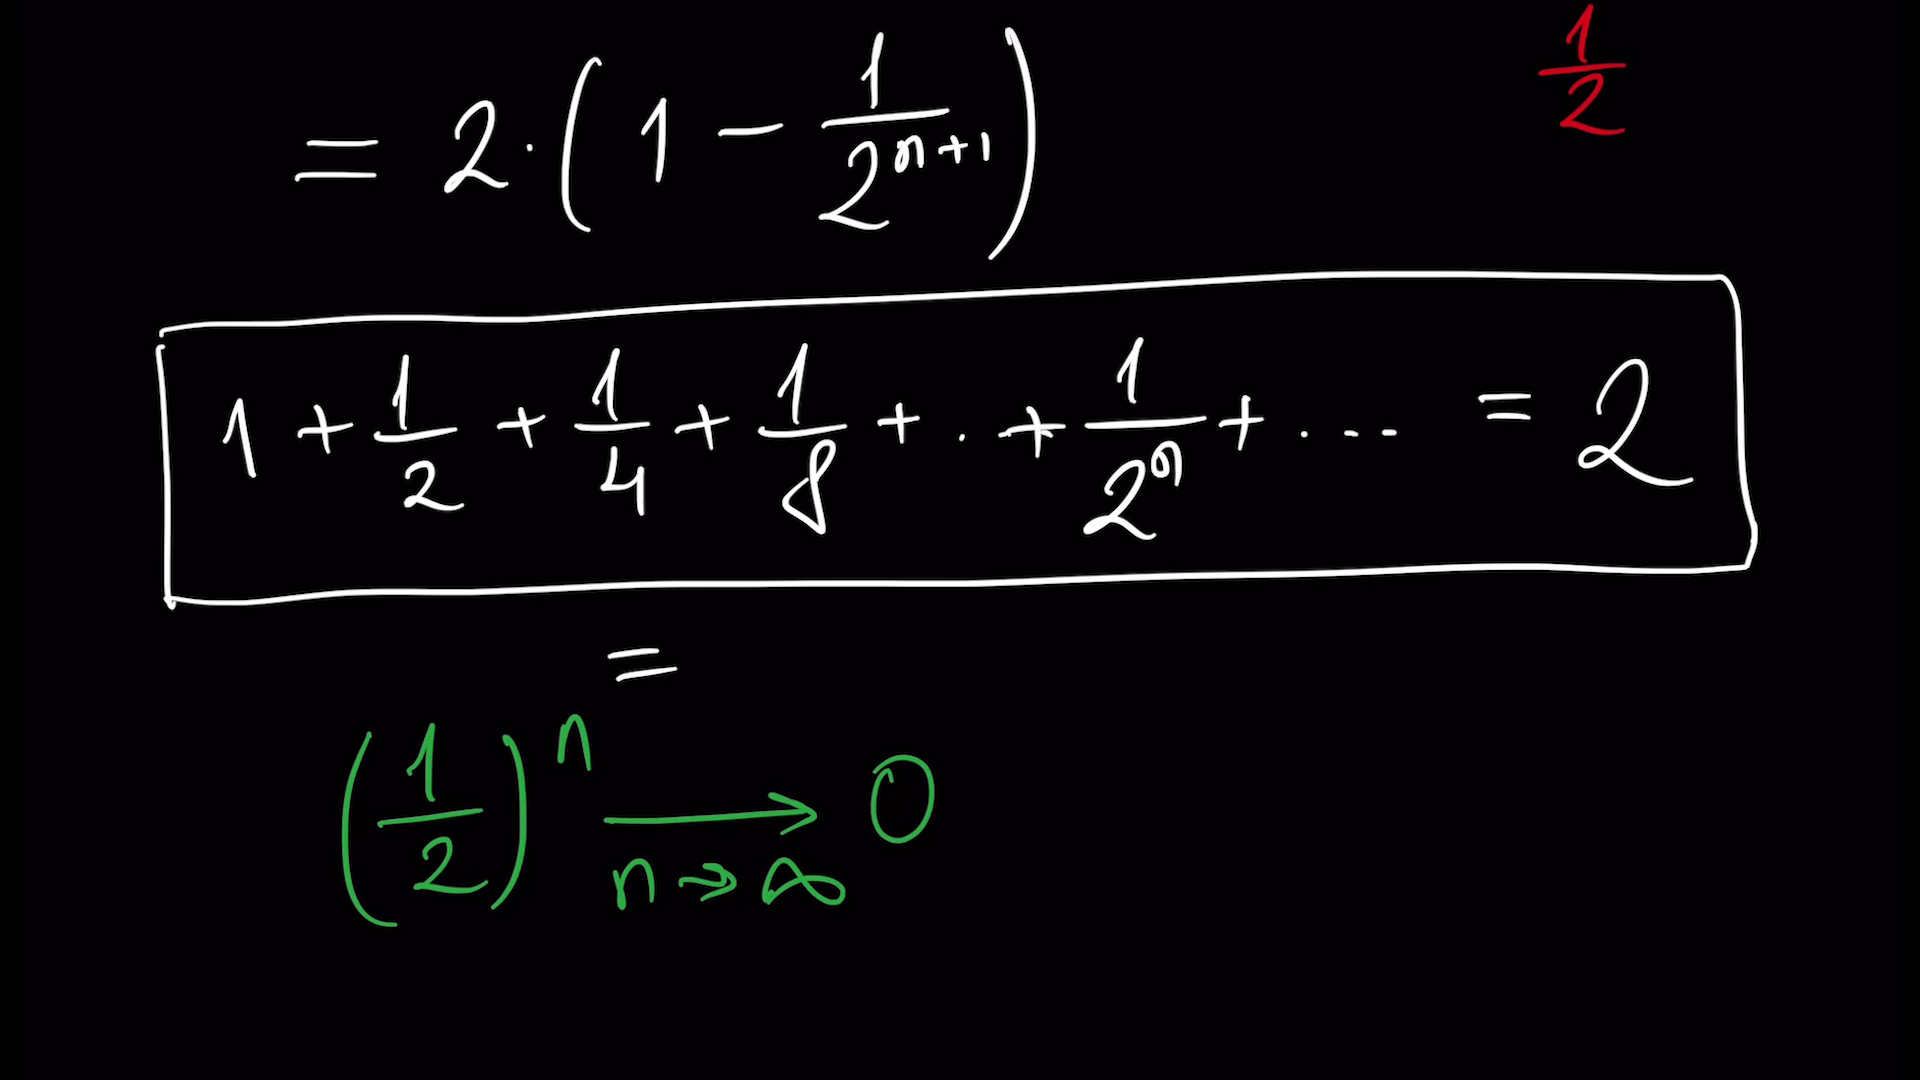 = 2 · (1 - 1/2^{n+1})
1/2
1 + 1/2 + 1/4 + 1/8 + . . + 1/2^n + . . . . = 2
=
(1/2)^n → 0
n → ∞